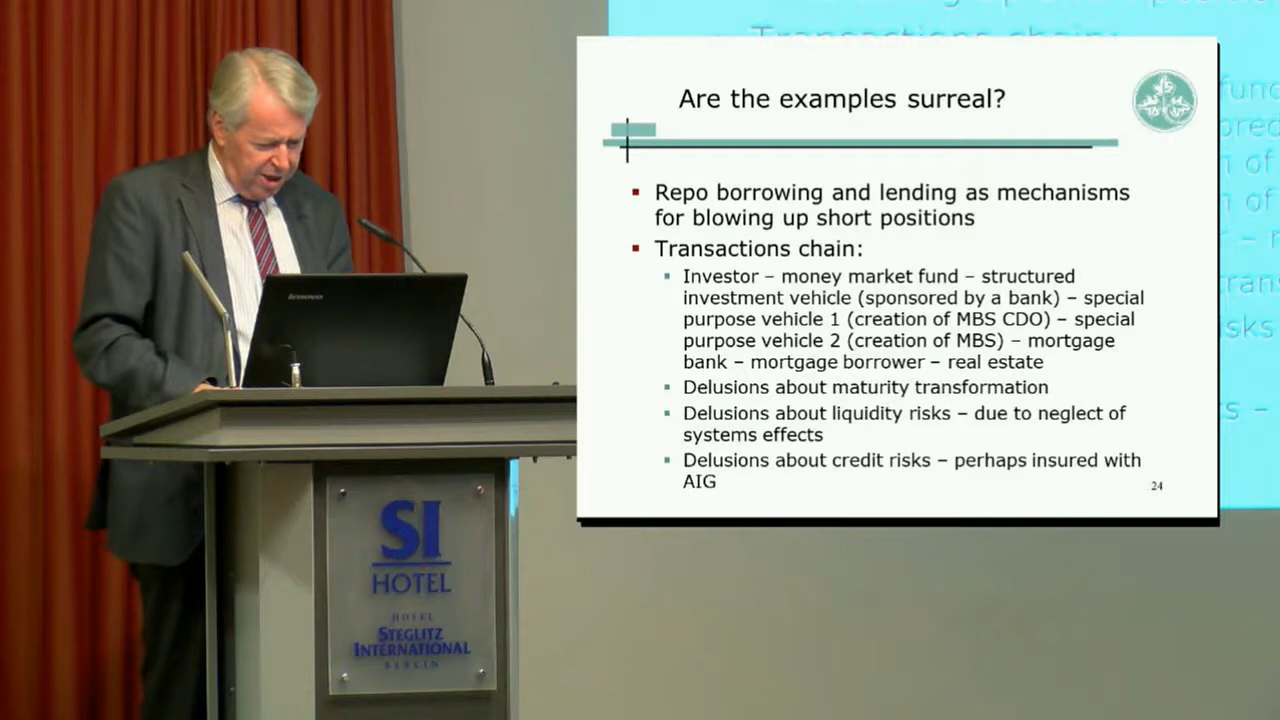 Are the examples surreal?
Repo borrowing and lending as mechanisms
for blowing up short positions
Transactions chain:
Investor – money market fund – structured
investment vehicle (sponsored by a bank) – special
purpose vehicle 1 (creation of MBS CDO) – special
purpose vehicle 2 (creation of MBS) – mortgage
bank – mortgage borrower – real estate
Delusions about maturity transformation
Delusions about liquidity risks – due to neglect of
systems effects
Delusions about credit risks – perhaps insured with
AIG
24
lenovo
SI
HOTEL
HOTEL
STEGLITZ
INTERNATIONAL
BERLIN
Transactions chain: